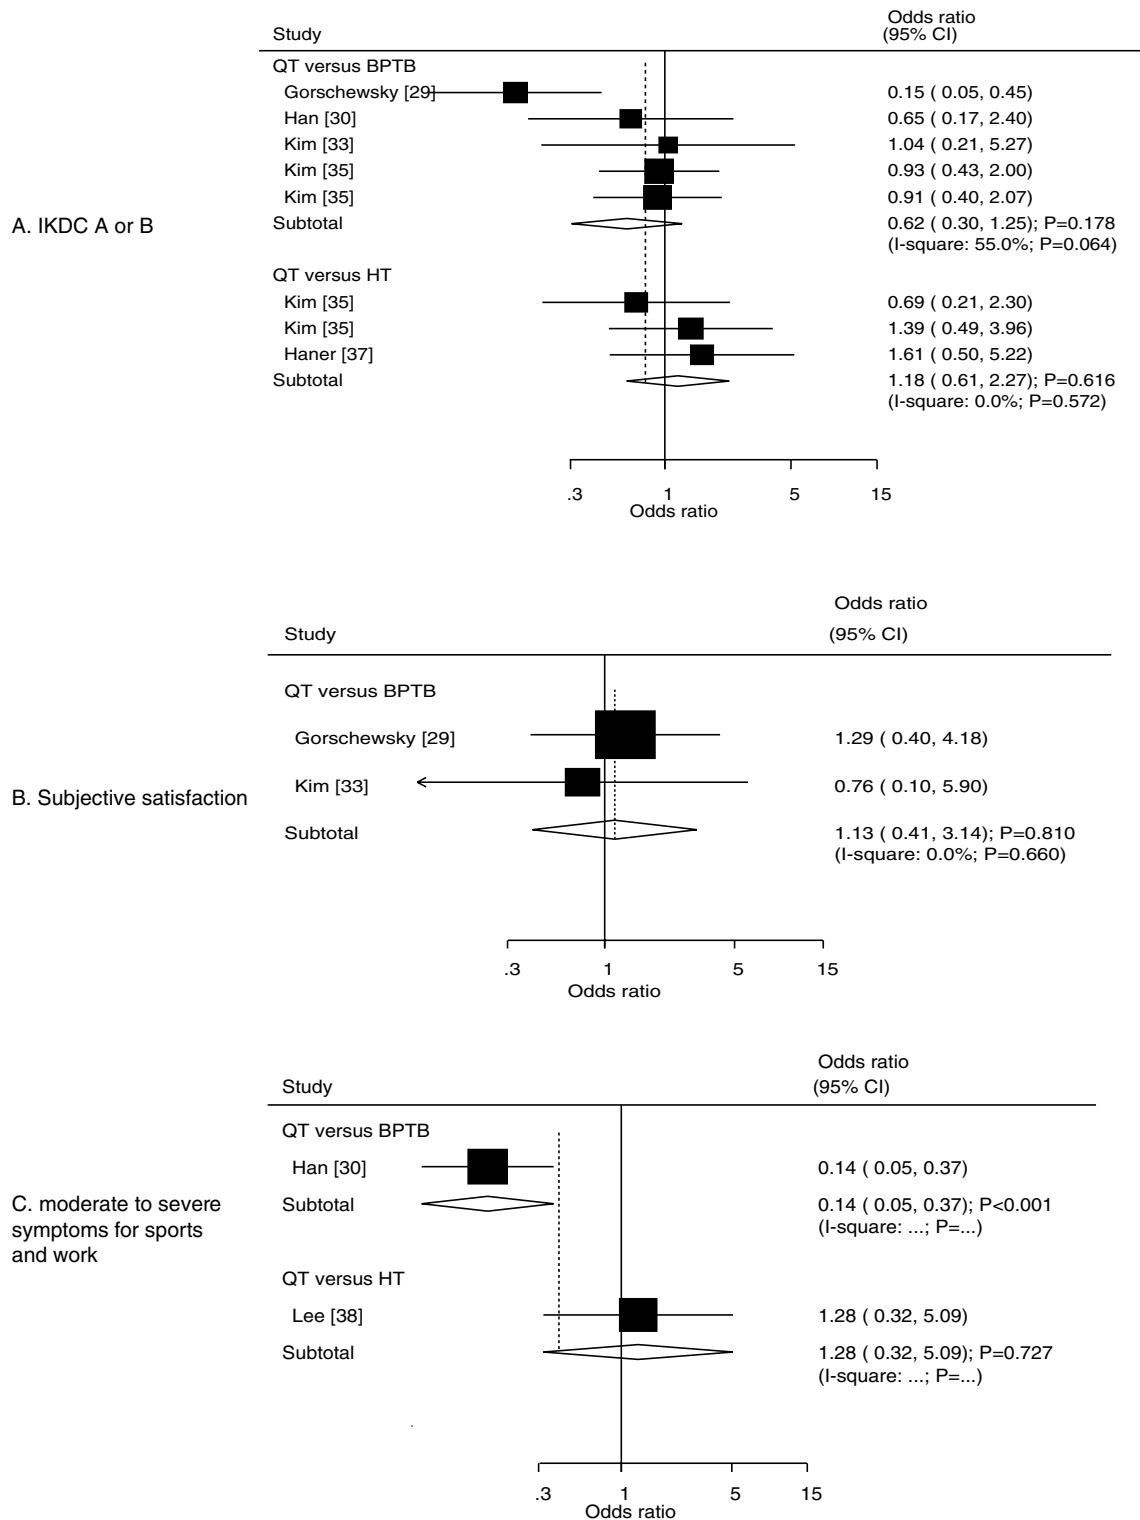 Odds ratio
Study (95% CI)
QT versus BPTB
Gorschewsky [29] 0.15 ( 0.05, 0.45)
Han [30] 0.65 ( 0.17, 2.40)
Kim [33] 1.04 ( 0.21, 5.27)
Kim [35] 0.93 ( 0.43, 2.00)
Kim [35] 0.91 ( 0.40, 2.07)
A. IKDC A or B
Subtotal 0.62 ( 0.30, 1.25); P=0.178
(I-square: 55.0%; P=0.064)
QT versus HT
Kim [35] 0.69 ( 0.21, 2.30)
Kim [35] 1.39 ( 0.49, 3.96)
Haner [37] 1.61 ( 0.50, 5.22)
Subtotal 1.18 ( 0.61, 2.27); P=0.616
(I-square: 0.0%; P=0.572)
.3 1 5 15
Odds ratio
Odds ratio
Study (95% CI)
QT versus BPTB
Gorschewsky [29] 1.29 ( 0.40, 4.18)
Kim [33] 0.76 ( 0.10, 5.90)
B. Subjective satisfaction
Subtotal 1.13 ( 0.41, 3.14); P=0.810
(I-square: 0.0%; P=0.660)
.3 1 5 15
Odds ratio
Odds ratio
Study (95% CI)
QT versus BPTB
Han [30] 0.14 ( 0.05, 0.37)
Subtotal 0.14 ( 0.05, 0.37); P<0.001
(I-square: ...; P=...)
C. moderate to severe
symptoms for sports
and work
QT versus HT
Lee [38] 1.28 ( 0.32, 5.09)
Subtotal 1.28 ( 0.32, 5.09); P=0.727
(I-square: ...; P=...)
.3 1 5 15
Odds ratio